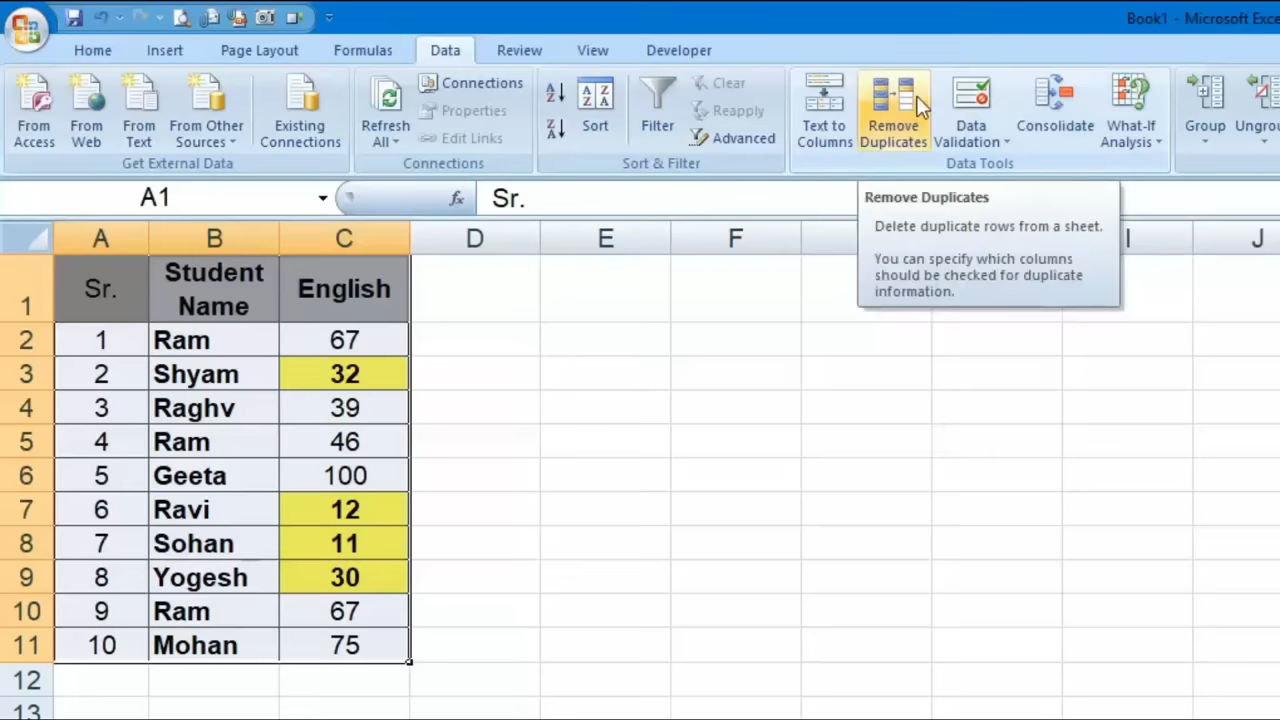 Book1 - Microsoft Exce
Home Insert Page Layout Formulas Data Review View Developer
From Access
From Web
From Text
From Other Sources
Existing Connections
Get External Data
Refresh All
Connections
Properties
Edit Links
Connections
Sort
Filter
Clear
Reapply
Advanced
Sort & Filter
Text to Columns
Remove Duplicates
Data Validation
Consolidate
What-If Analysis
Data Tools
Group
Ungrou
A1 fx Sr.
Remove Duplicates
Delete duplicate rows from a sheet.
You can specify which columns
should be checked for duplicate
information.
A B C D E F I J
1 Sr. Student Name English
2 1 Ram 67
3 2 Shyam 32
4 3 Raghv 39
5 4 Ram 46
6 5 Geeta 100
7 6 Ravi 12
8 7 Sohan 11
9 8 Yogesh 30
10 9 Ram 67
11 10 Mohan 75
12
13